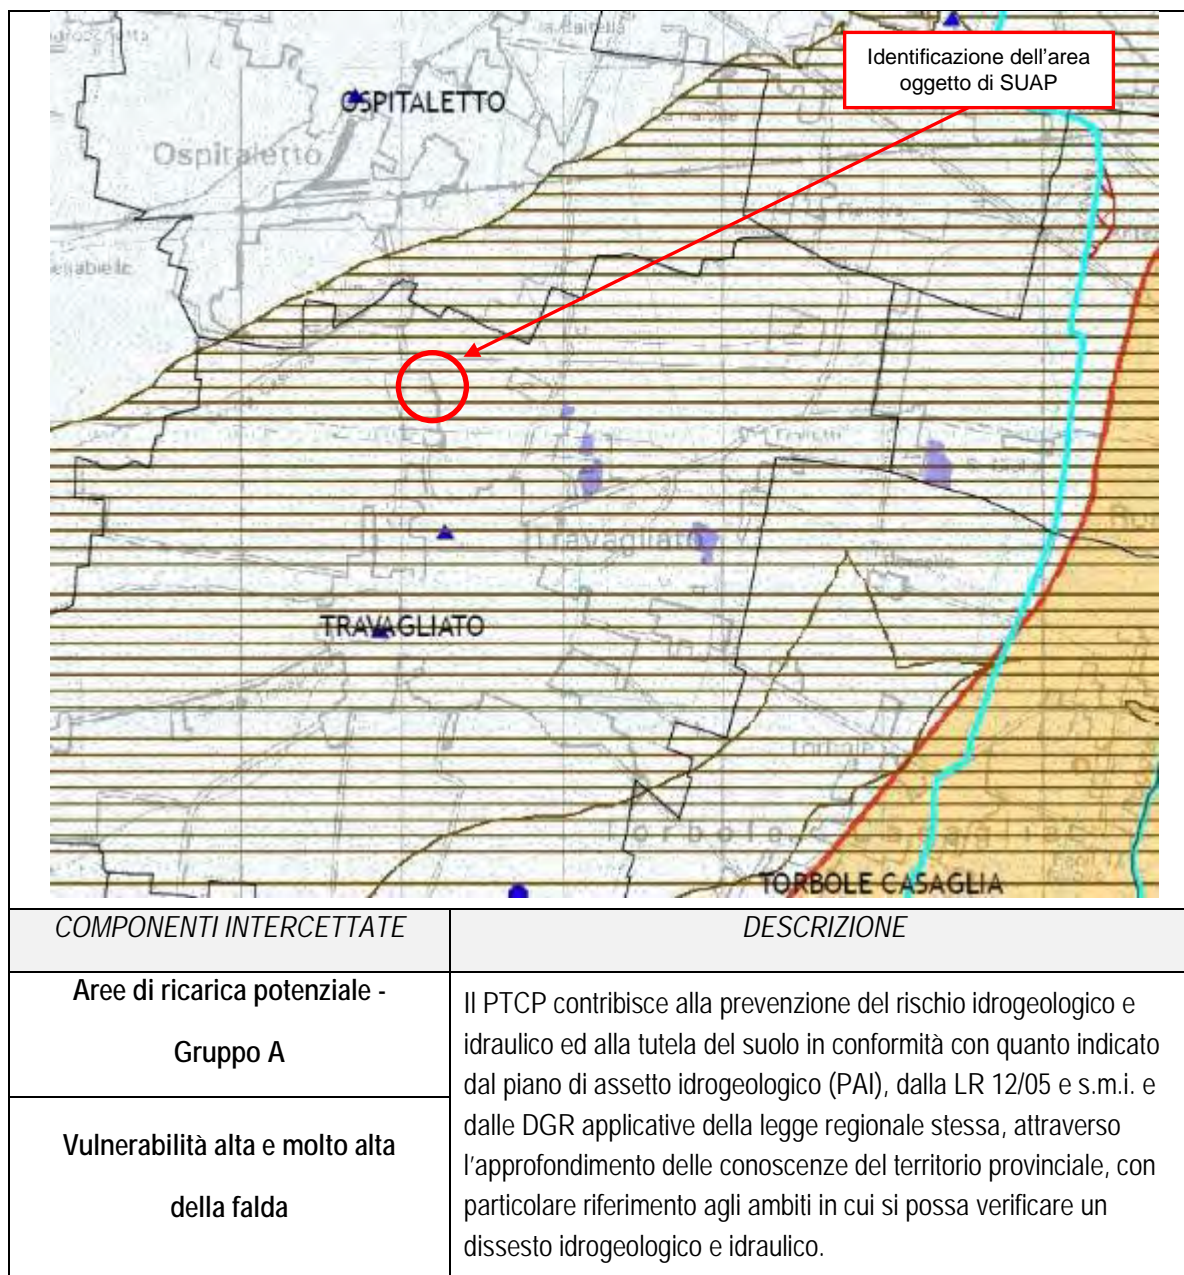 Identificazione dell'area
oggetto di SUAP
OSPITALETTO
Ospitaletto
Travagliato
TRAVAGLIATO
Torbole
TORBOLE CASAGLIA
COMPONENTI INTERCETTATE
DESCRIZIONE
Aree di ricarica potenziale -
Gruppo A
Vulnerabilità alta e molto alta
della falda
Il PTCP contribisce alla prevenzione del rischio idrogeologico e
idraulico ed alla tutela del suolo in conformità con quanto indicato
dal piano di assetto idrogeologico (PAI), dalla LR 12/05 e s.m.i. e
dalle DGR applicative della legge regionale stessa, attraverso
l'approfondimento delle conoscenze del territorio provinciale, con
particolare riferimento agli ambiti in cui si possa verificare un
dissesto idrogeologico e idraulico.